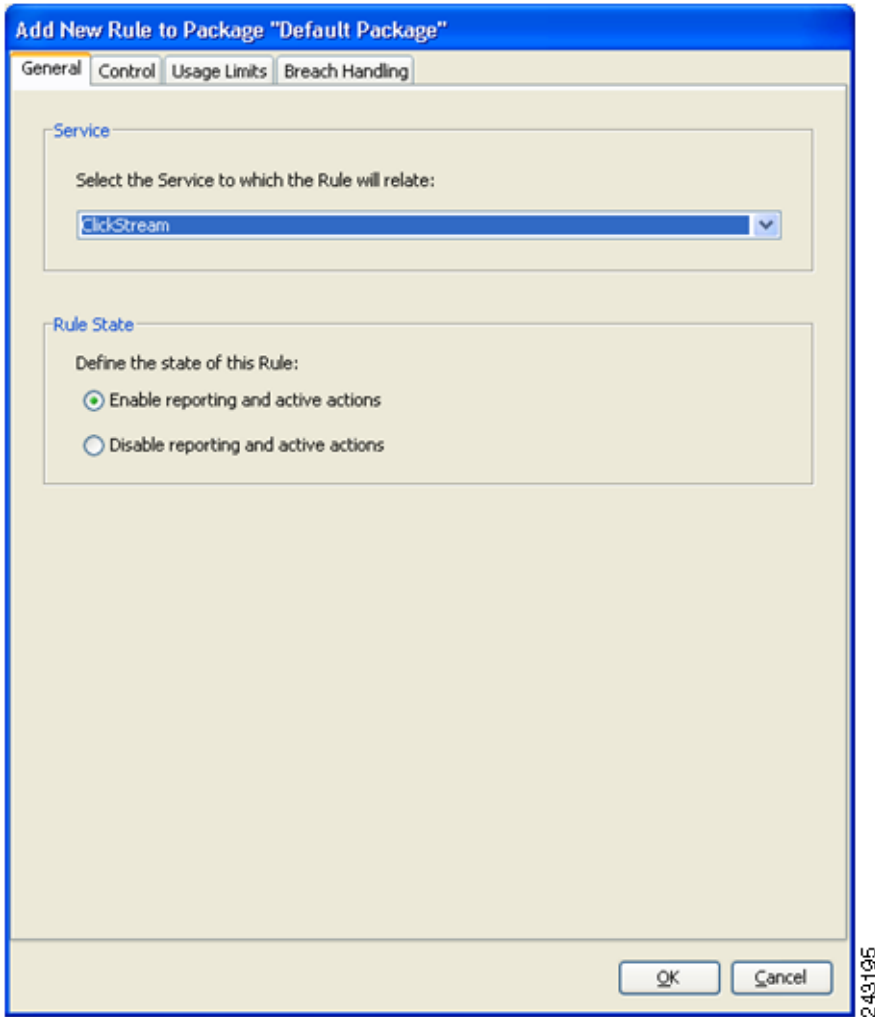 Add New Rule to Package "Default Package"
General Control Usage Limits Breach Handling
Service
Select the Service to which the Rule will relate:
ClickStream
Rule State
Define the state of this Rule:
Enable reporting and active actions
Disable reporting and active actions
OK Cancel
243195